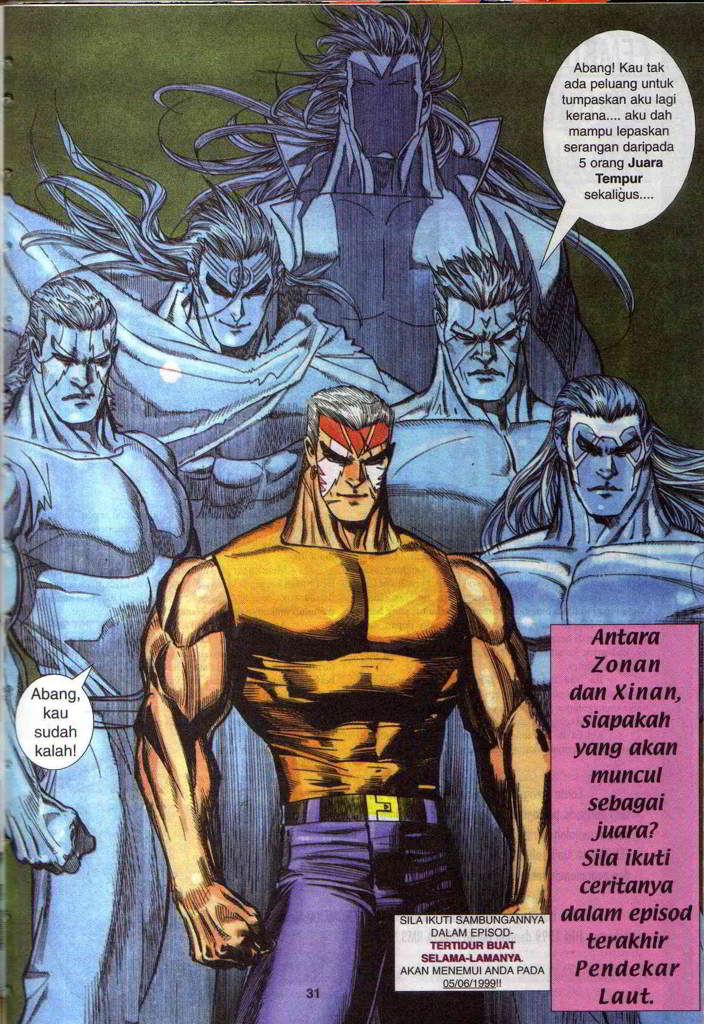 Abang! Kau tak
ada peluang untuk
tumpaskan aku lagi
kerana.... aku dah
mampu lepaskan
serangan daripada
5 orang Juara
Tempur
sekaligus....
Abang,
kau
sudah
kalah!
Antara
Zonan
dan Xinan,
siapakah
yang akan
muncul
sebagai
juara?
Sila ikuti
ceritanya
dalam episod
terakhir
Pendekar
Laut.
SILA IKUTI SAMBUNGANNYA
DALAM EPISOD-
TERTIDUR BUAT
SELAMA-LAMANYA.
AKAN MENEMUI ANDA PADA
05/06/1999!!
31